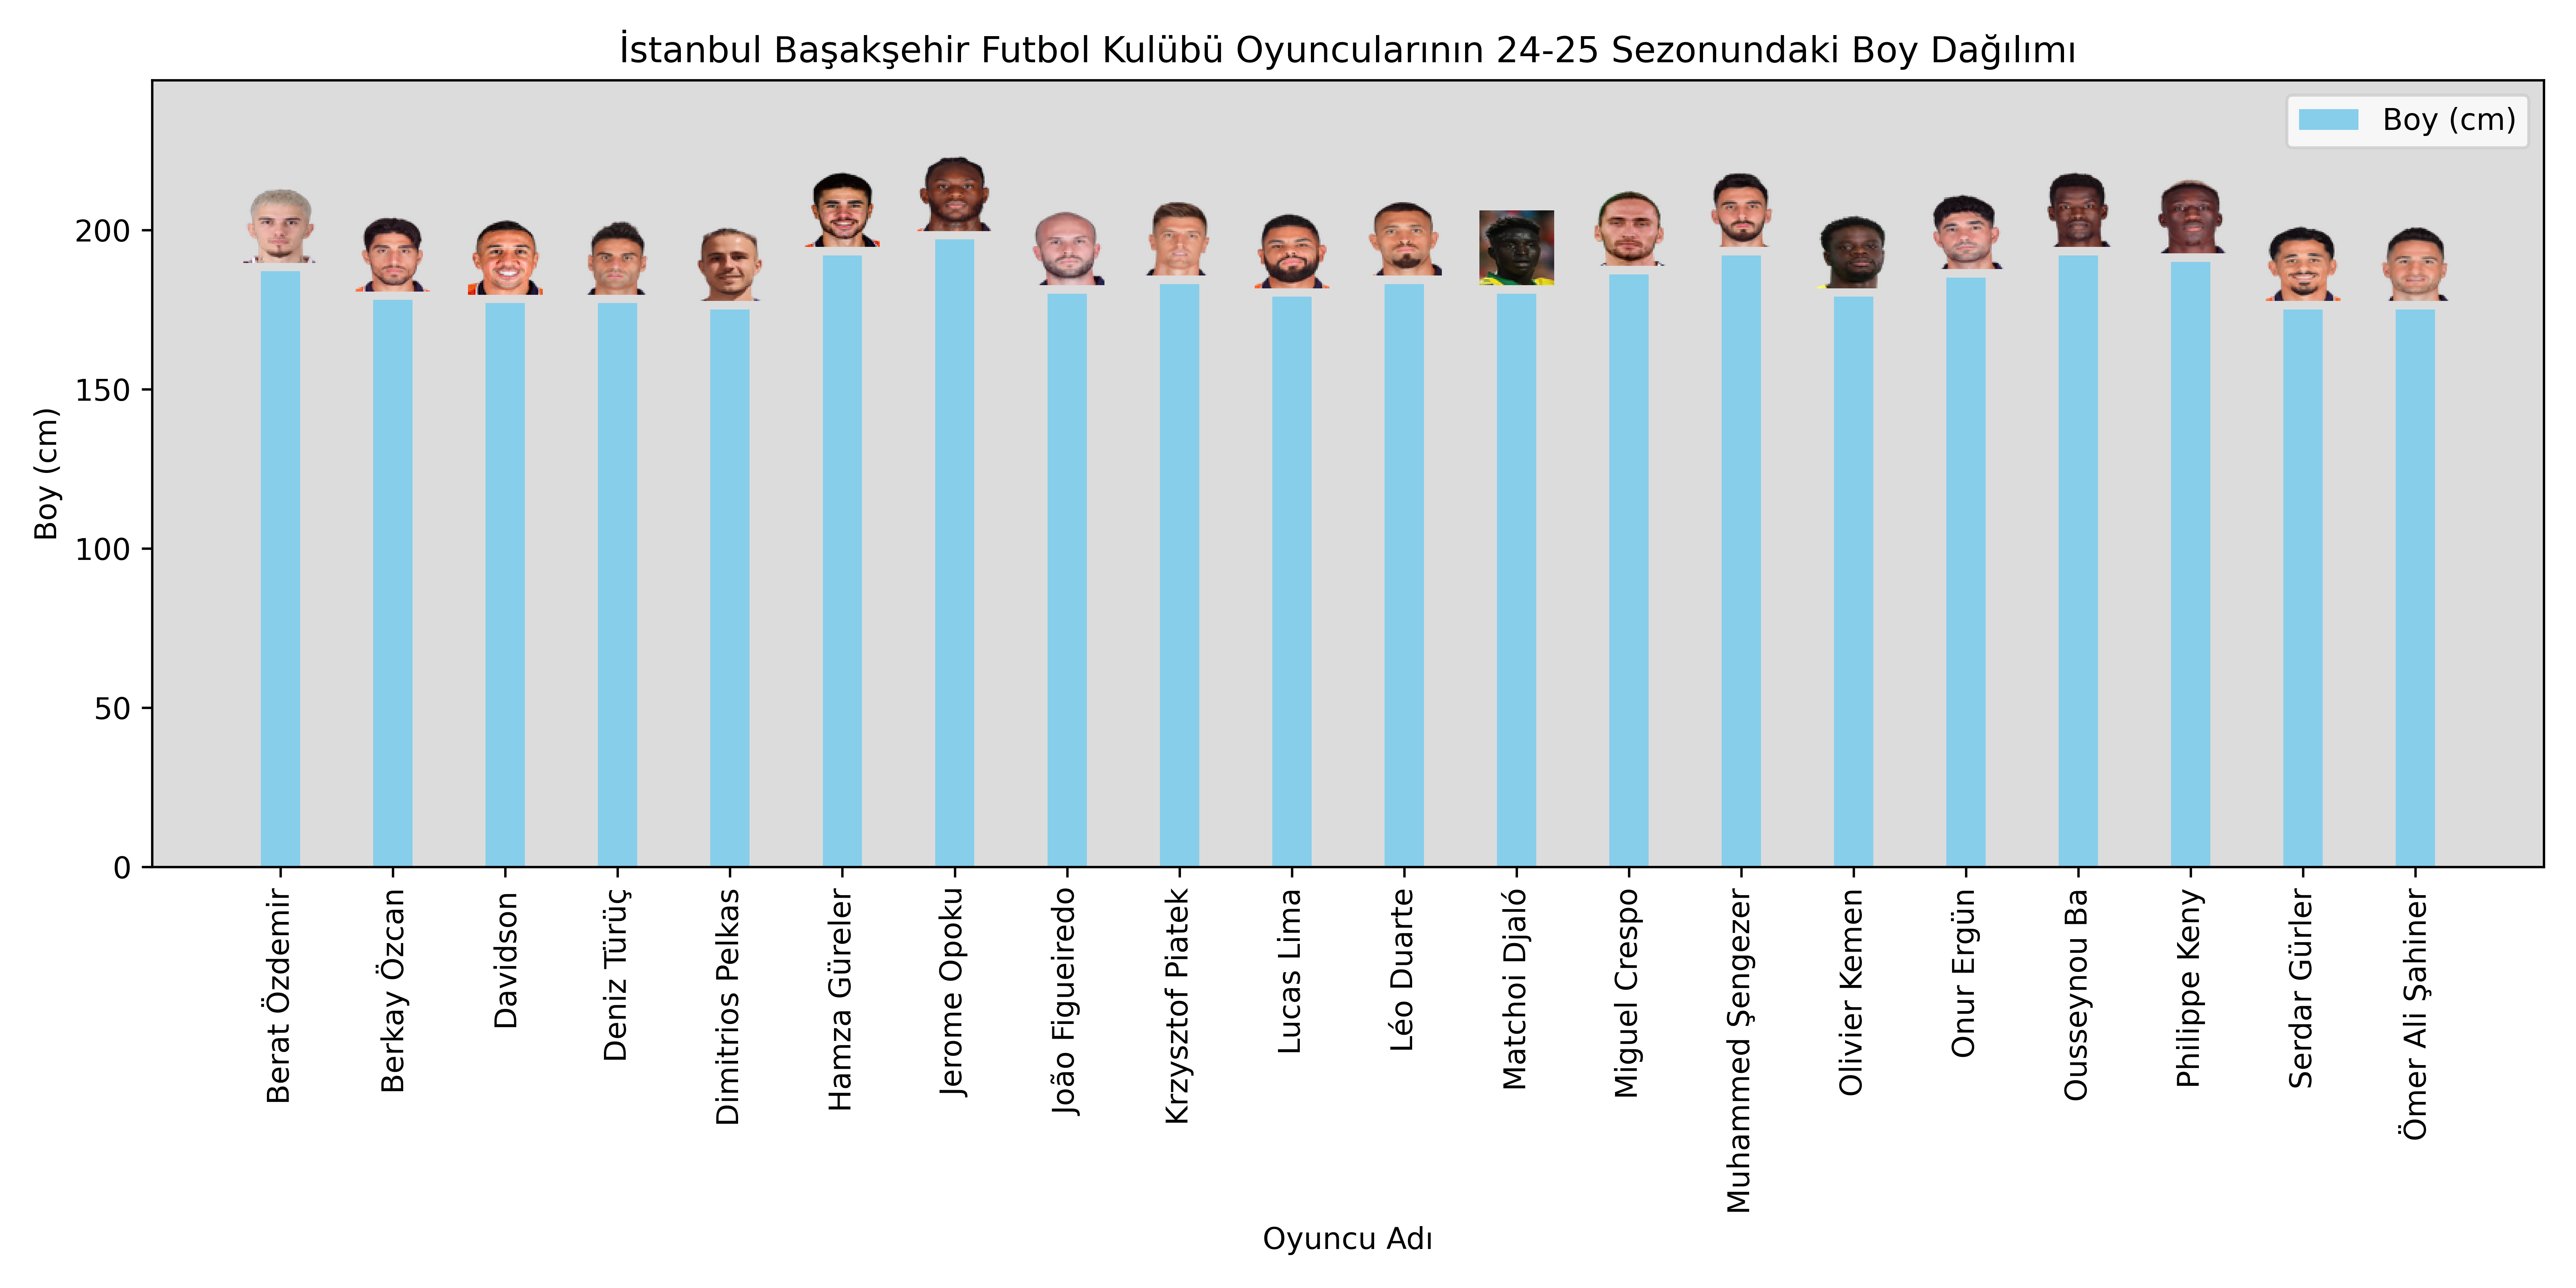 İstanbul Başakşehir Futbol Kulübü Oyuncularının 24-25 Sezonundaki Boy Dağılımı
Boy (cm)
Boy (cm)
200
150
100
50
0
Berat Özdemir
Berkay Özcan
Davidson
Deniz Türüç
Dimitrios Pelkas
Hamza Güreler
Jerome Opoku
João Figueiredo
Krzysztof Piatek
Lucas Lima
Léo Duarte
Matchoi Djaló
Miguel Crespo
Muhammed Şengezer
Olivier Kemen
Onur Ergün
Ousseynou Ba
Philippe Keny
Serdar Gürler
Ömer Ali Şahiner
Oyuncu Adı